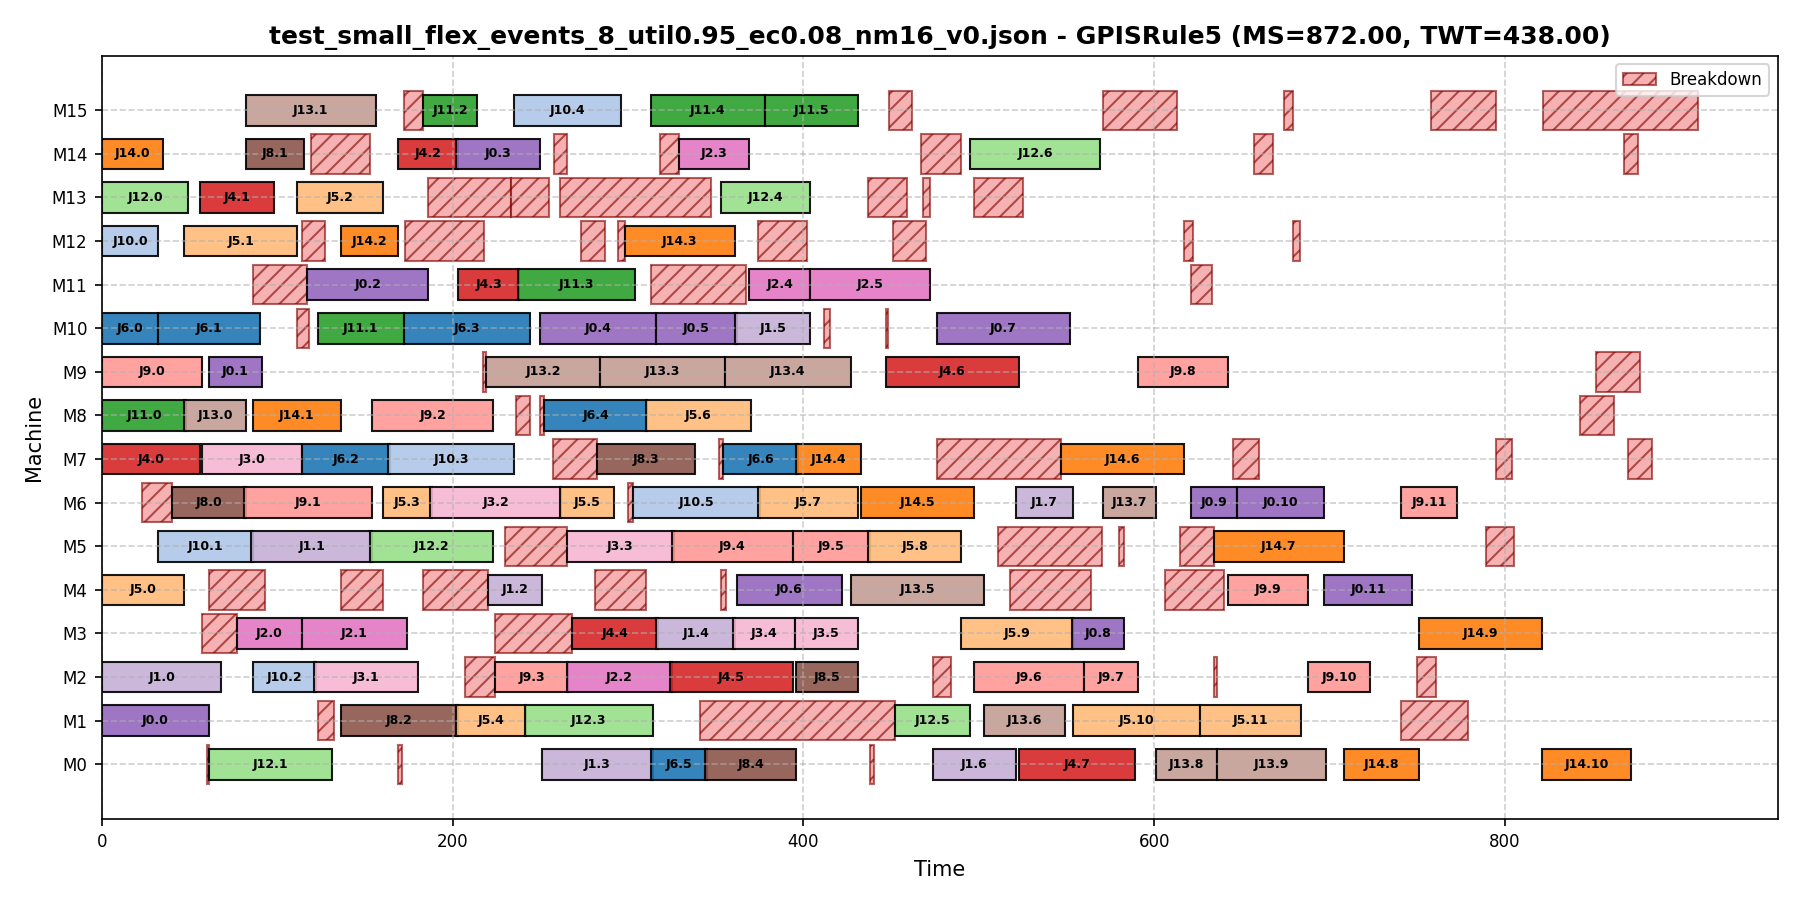 test_small_flex_events_8_util0.95_ec0.08_nm16_v0.json - GPISRule5 (MS=872.00, TWT=438.00)
Breakdown
M15 J13.1 J11.2 J10.4 J11.4 J11.5
M14 J14.0 J8.1 J4.2 J0.3 J2.3 J12.6
M13 J12.0 J4.1 J5.2 J12.4
M12 J10.0 J5.1 J14.2 J14.3
M11 J0.2 J4.3 J11.3 J2.4 J2.5
M10 J6.0 J6.1 J11.1 J6.3 J0.4 J0.5 J1.5 J0.7
M9 J9.0 J0.1 J13.2 J13.3 J13.4 J4.6 J9.8
M8 J11.0 J13.0 J14.1 J9.2 J6.4 J5.6
M7 J4.0 J3.0 J6.2 J10.3 J8.3 J6.6 J14.4 J14.6
M6 J8.0 J9.1 J5.3 J3.2 J5.5 J10.5 J5.7 J14.5 J1.7 J13.7 J0.9 J0.10 J9.11
M5 J10.1 J1.1 J12.2 J3.3 J9.4 J9.5 J5.8 J14.7
M4 J5.0 J1.2 J0.6 J13.5 J9.9 J0.11
M3 J2.0 J2.1 J4.4 J1.4 J3.4 J3.5 J5.9 J0.8 J14.9
M2 J1.0 J10.2 J3.1 J9.3 J2.2 J4.5 J8.5 J9.6 J9.7 J9.10
M1 J0.0 J8.2 J5.4 J12.3 J12.5 J13.6 J5.10 J5.11
M0 J12.1 J1.3 J6.5 J8.4 J1.6 J4.7 J13.8 J13.9 J14.8 J14.10
0 200 400 600 800
Time
Machine